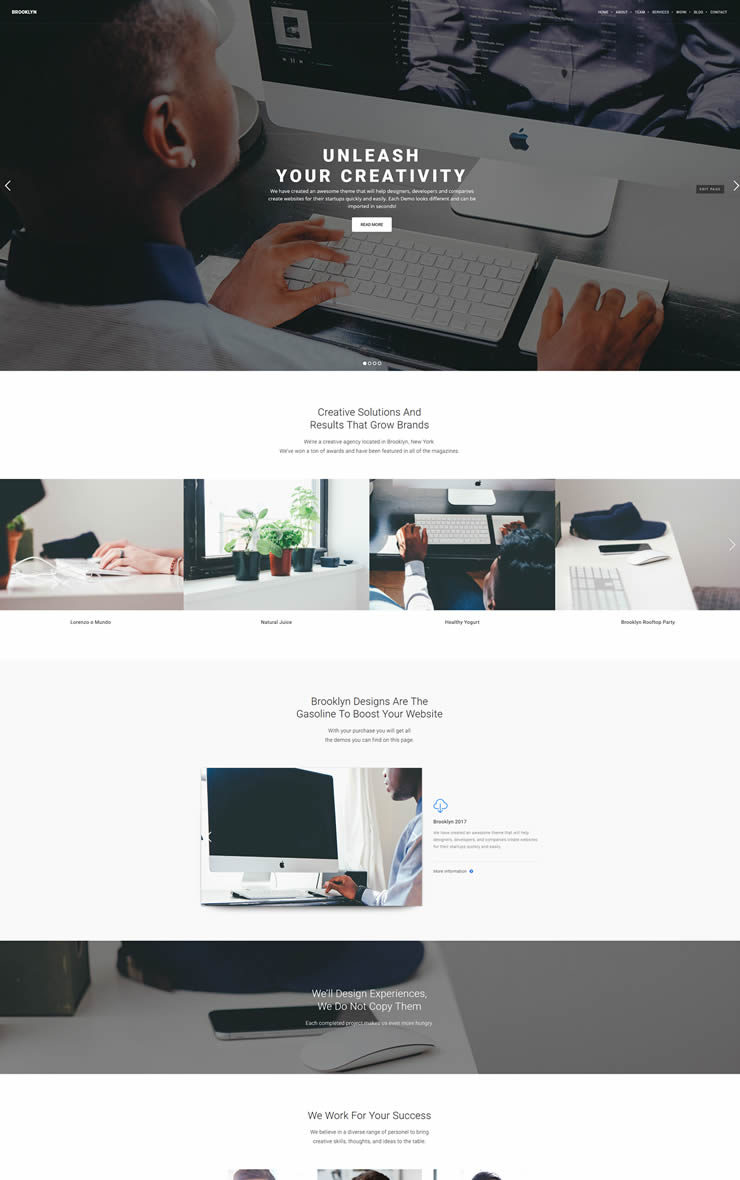 BROOKLYN
HOME • ABOUT • TEAM • SERVICES • WORK • BLOG • CONTACT
UNLEASH
YOUR CREATIVITY
We have created an awesome theme that will help designers, developers and companies
create websites for their startups quickly and easily. Each Demo looks different and can be
imported in seconds!
READ MORE
EDIT PAGE
Creative Solutions And
Results That Grow Brands
We're a creative agency located in Brooklyn, New York
We've won a ton of awards and have been featured in all of the magazines.
Lorenzo o Mundo
Natural Juice
Healthy Yogurt
Brooklyn Rooftop Party
Brooklyn Designs Are The
Gasoline To Boost Your Website
With your purchase you will get all
the demos you can find on this page.
Brooklyn 2017
We have created an awesome theme that will help
designers, developers, and companies create websites
for their startups quickly and easily.
More information
We'll Design Experiences,
We Do Not Copy Them
Each completed project makes us even more hungry
We Work For Your Success
We believe in a diverse range of personel to bring
creative skills, thoughts, and ideas to the table.